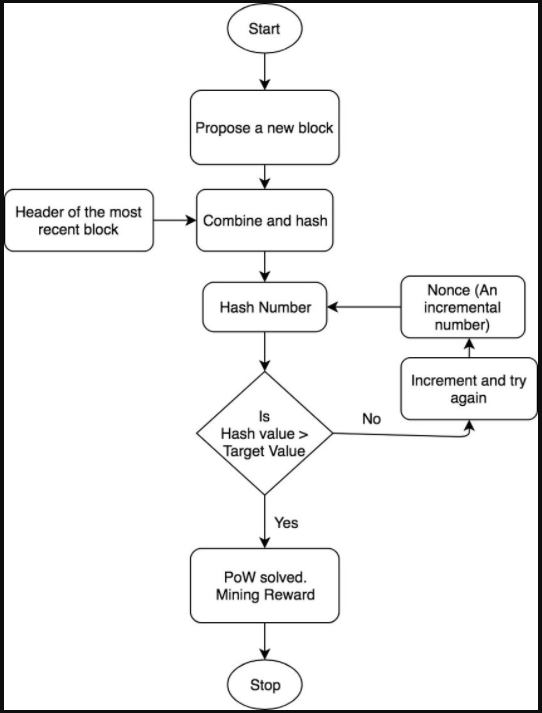 Start
Propose a new block
Header of the most
recent block
Combine and hash
Hash Number
Nonce (An
incremental
number)
Increment and try
again
Is
Hash value >
Target Value
No
Yes
PoW solved.
Mining Reward
Stop